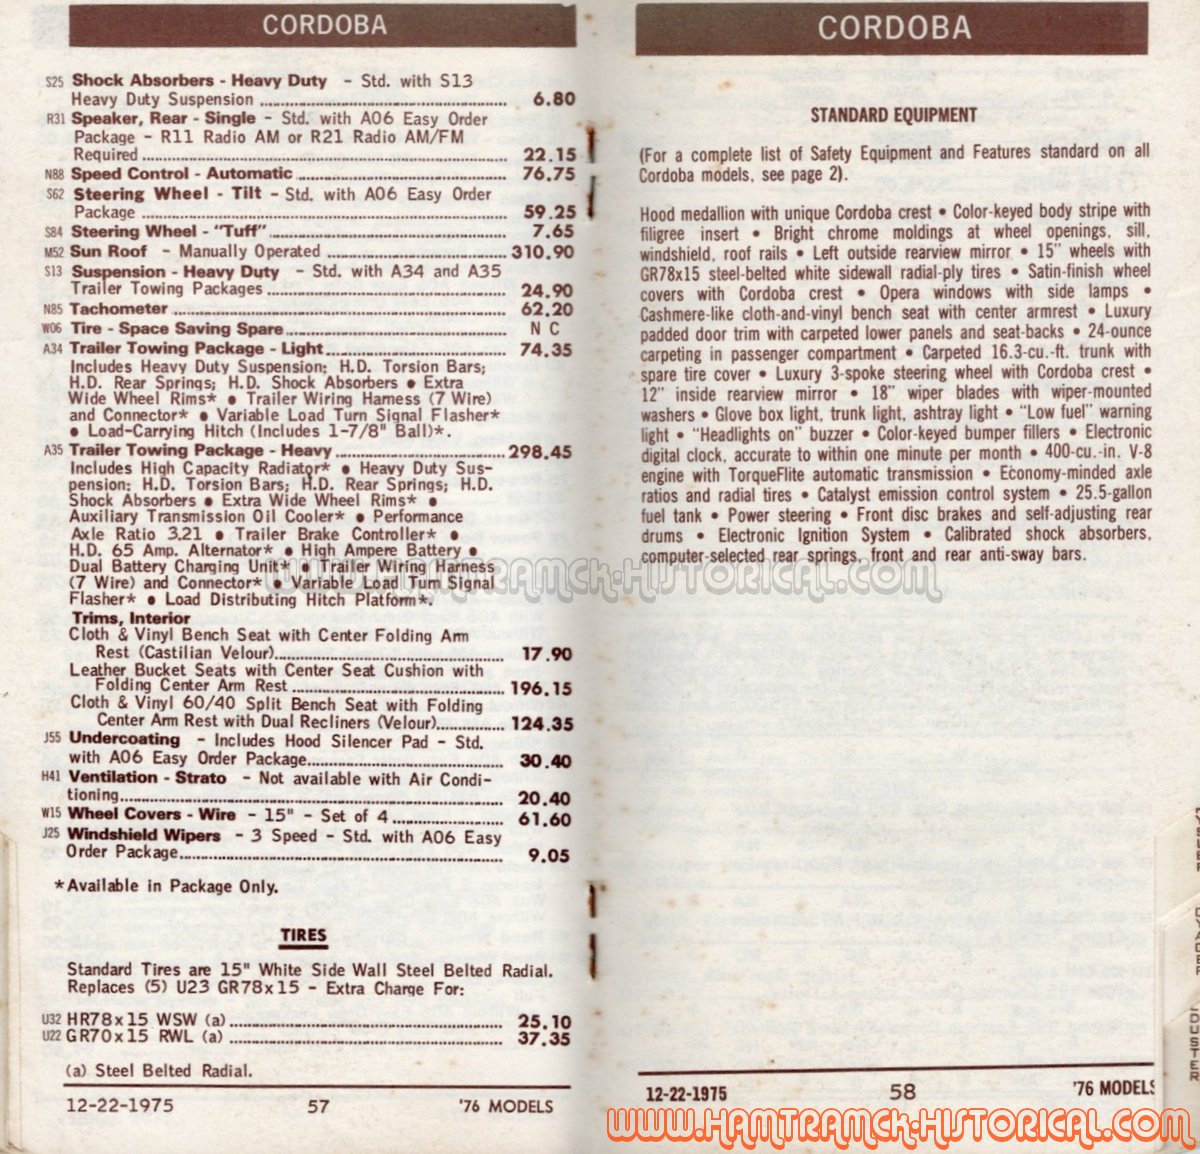 CORDOBA
S25 Shock Absorbers - Heavy Duty - Std. with S13
Heavy Duty Suspension ........ 6.80
R31 Speaker, Rear - Single - Std. with A06 Easy Order
Package - R11 Radio AM or R21 Radio AM/FM
Required ........ 22.15
N88 Speed Control - Automatic ........ 76.75
S62 Steering Wheel - Tilt - Std. with A06 Easy Order
Package ........ 59.25
S84 Steering Wheel - "Tuff" ........ 7.65
M52 Sun Roof - Manually Operated ........ 310.90
S13 Suspension - Heavy Duty - Std. with A34 and A35
Trailer Towing Packages ........ 24.90
N85 Tachometer ........ 62.20
W06 Tire - Space Saving Spare ........ N C
A34 Trailer Towing Package - Light ........ 74.35
Includes Heavy Duty Suspension: H.D. Torsion Bars;
H.D. Rear Springs; H.D. Shock Absorbers • Extra
Wide Wheel Rims* • Trailer Wiring Harness (7 Wire)
and Connector* • Variable Load Turn Signal Flasher*
• Load-Carrying Hitch (Includes 1-7/8" Ball)*.
A35 Trailer Towing Package - Heavy ........ 298.45
Includes High Capacity Radiator* • Heavy Duty Sus-
pension: H.D. Torsion Bars; H.D. Rear Springs; H.D.
Shock Absorbers • Extra Wide Wheel Rims* •
Auxiliary Transmission Oil Cooler* • Performance
Axle Ratio 3.21 • Trailer Brake Controller* •
H.D. 65 Amp. Alternator* • High Ampere Battery •
Dual Battery Charging Unit* • Trailer Wiring Harness
(7 Wire) and Connector* • Variable Load Turn Signal
Flasher* • Load Distributing Hitch Platform*.
Trims, Interior
Cloth & Vinyl Bench Seat with Center Folding Arm
Rest (Castilian Velour) ........ 17.90
Leather Bucket Seats with Center Seat Cushion with
Folding Center Arm Rest ........ 196.15
Cloth & Vinyl 60/40 Split Bench Seat with Folding
Center Arm Rest with Dual Recliners (Velour) ........ 124.35
J55 Undercoating - Includes Hood Silencer Pad - Std.
with A06 Easy Order Package ........ 30.40
H41 Ventilation - Strato - Not available with Air Condi-
tioning ........ 20.40
W15 Wheel Covers - Wire - 15" - Set of 4 ........ 61.60
J25 Windshield Wipers - 3 Speed - Std. with A06 Easy
Order Package ........ 9.05
*Available in Package Only.
TIRES
Standard Tires are 15" White Side Wall Steel Belted Radial.
Replaces (5) U23 GR78x15 - Extra Charge For:
U32 HR78x15 WSW (a) ........ 25.10
U22 GR70x15 RWL (a) ........ 37.35
(a) Steel Belted Radial.
12-22-1975 57 '76 MODELS
CORDOBA
STANDARD EQUIPMENT
(For a complete list of Safety Equipment and Features standard on all
Cordoba models, see page 2).
Hood medallion with unique Cordoba crest • Color-keyed body stripe with
filigree insert • Bright chrome moldings at wheel openings, sill,
windshield, roof rails • Left outside rearview mirror • 15" wheels with
GR78x15 steel-belted white sidewall radial-ply tires • Satin-finish wheel
covers with Cordoba crest • Opera windows with side lamps •
Cashmere-like cloth-and-vinyl bench seat with center armrest • Luxury
padded door trim with carpeted lower panels and seat-backs • 24-ounce
carpeting in passenger compartment • Carpeted 16.3-cu.-ft. trunk with
spare tire cover • Luxury 3-spoke steering wheel with Cordoba crest •
12" inside rearview mirror • 18" wiper blades with wiper-mounted
washers • Glove box light, trunk light, ashtray light • "Low fuel" warning
light • "Headlights on" buzzer • Color-keyed bumper fillers • Electronic
digital clock, accurate to within one minute per month • 400-cu.-in. V-8
engine with TorqueFlite automatic transmission • Economy-minded axle
ratios and radial tires • Catalyst emission control system • 25.5-gallon
fuel tank • Power steering • Front disc brakes and self-adjusting rear
drums • Electronic Ignition System • Calibrated shock absorbers,
computer-selected rear springs, front and rear anti-sway bars.
12-22-1975 58 '76 MODELS
DUSTER
www.Hamtramck-Historical.com
www.Hamtramck-Historical.com